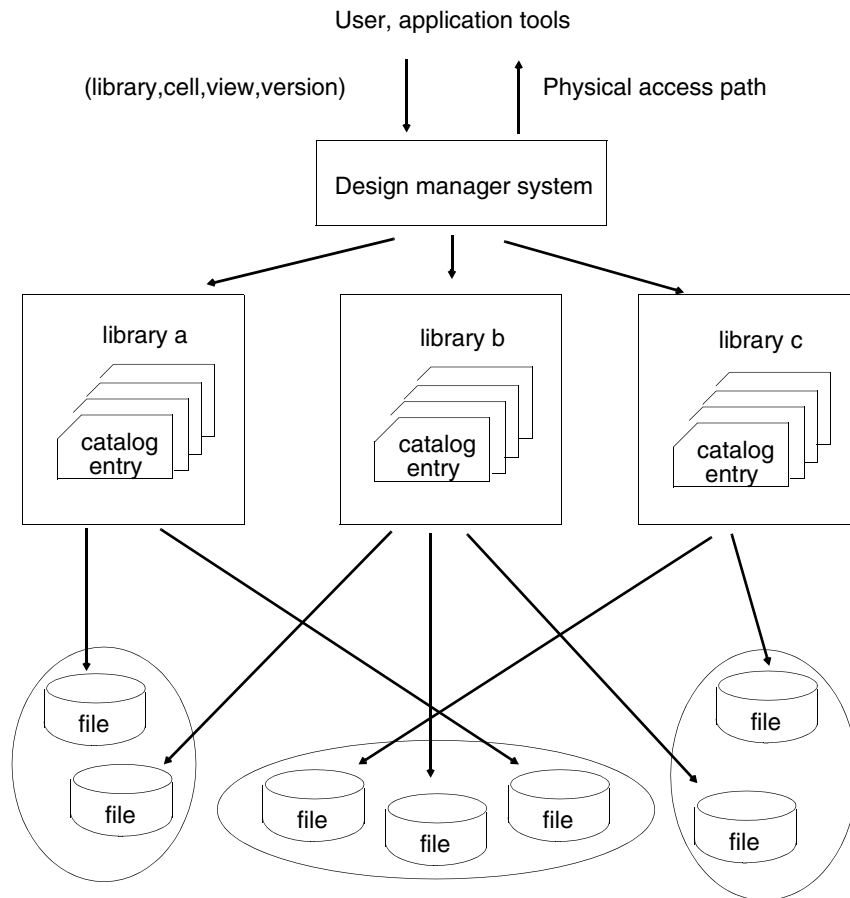 User, application tools
(library,cell,view,version)
Physical access path
Design manager system
library a
library b
library c
catalog
entry
catalog
entry
catalog
entry
file
file
file
file
file
file
file